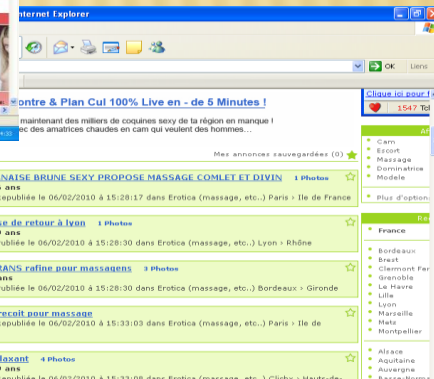 nternet Explorer
OK
Liens
ontre & Plan Cul 100% Live en - de 5 Minutes !
Clique ici pour
1547
maintenant des milliers de coquines sexy de ta région en manque !
ec des amatrices chaudes en cam qui veulent des hommes...
Mes annonces sauvegardées (0)
Cam
Escort
Massage
Dominatrice
Modele
Plus d'option
NAISE BRUNE SEXY PROPOSE MASSAGE COMLET ET DIVIN 1 Photos
ans
epubliée le 06/02/2010 à 15:28:17 dans Erotica (massage, etc..) Paris › Ile de France
se de retour à lyon 1 Photos
ans
ubliée le 06/02/2010 à 15:28:30 dans Erotica (massage, etc..) Lyon › Rhône
RANS rafine pour massagens 3 Photos
ans
ubliée le 06/02/2010 à 15:28:30 dans Erotica (massage, etc..) Bordeaux › Gironde
recoit pour massage
epubliée le 06/02/2010 à 15:33:03 dans Erotica (massage, etc..) Paris › Ile de
laxant 4 Photos
ans
France
Bordeaux
Brest
Clermont Fer
Grenoble
Le Havre
Lille
Lyon
Marseille
Metz
Montpellier
Alsace
Aquitaine
Auvergne